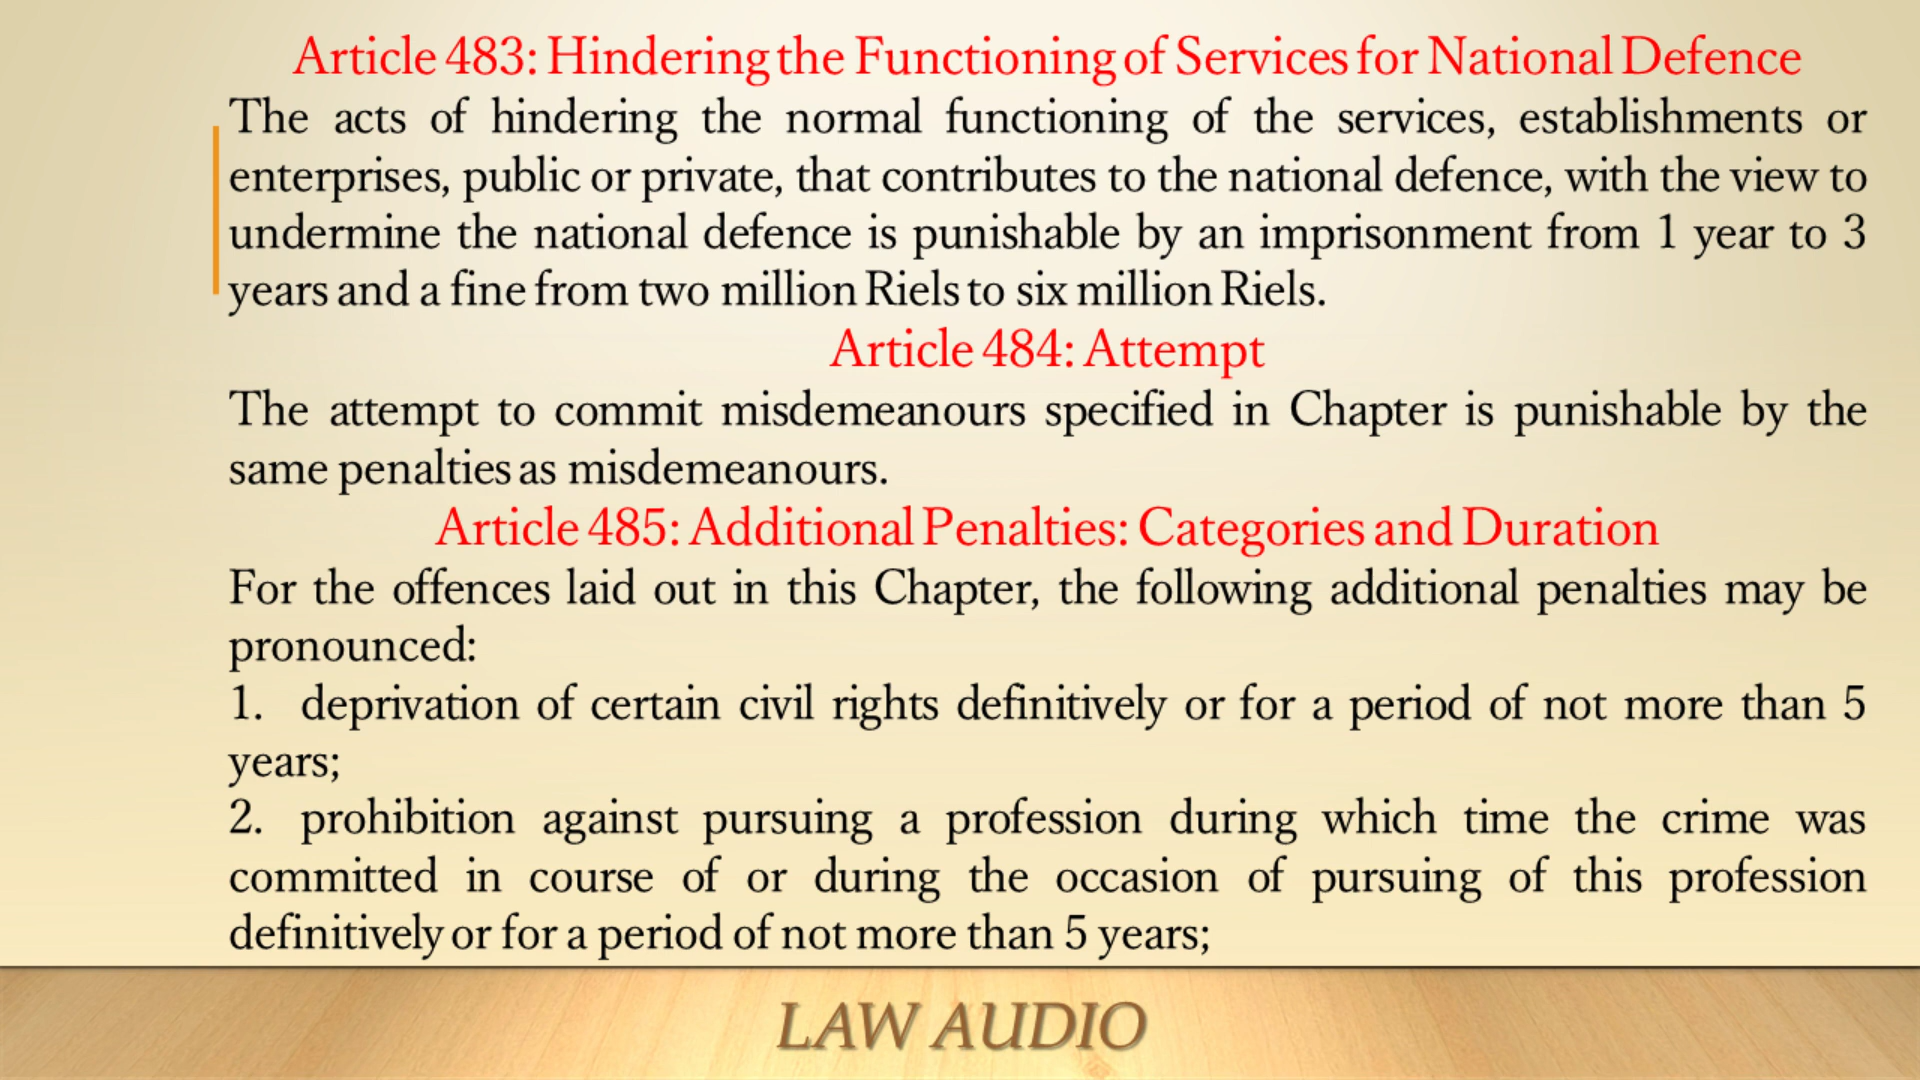 Article 483: Hindering the Functioning of Services for National Defence
The acts of hindering the normal functioning of the services, establishments or
enterprises, public or private, that contributes to the national defence, with the view to
undermine the national defence is punishable by an imprisonment from 1 year to 3
years and a fine from two million Riels to six million Riels.
Article 484: Attempt
The attempt to commit misdemeanours specified in Chapter is punishable by the
same penalties as misdemeanours.
Article 485: Additional Penalties: Categories and Duration
For the offences laid out in this Chapter, the following additional penalties may be
pronounced:
1. deprivation of certain civil rights definitively or for a period of not more than 5
years;
2. prohibition against pursuing a profession during which time the crime was
committed in course of or during the occasion of pursuing of this profession
definitively or for a period of not more than 5 years;
LAW AUDIO